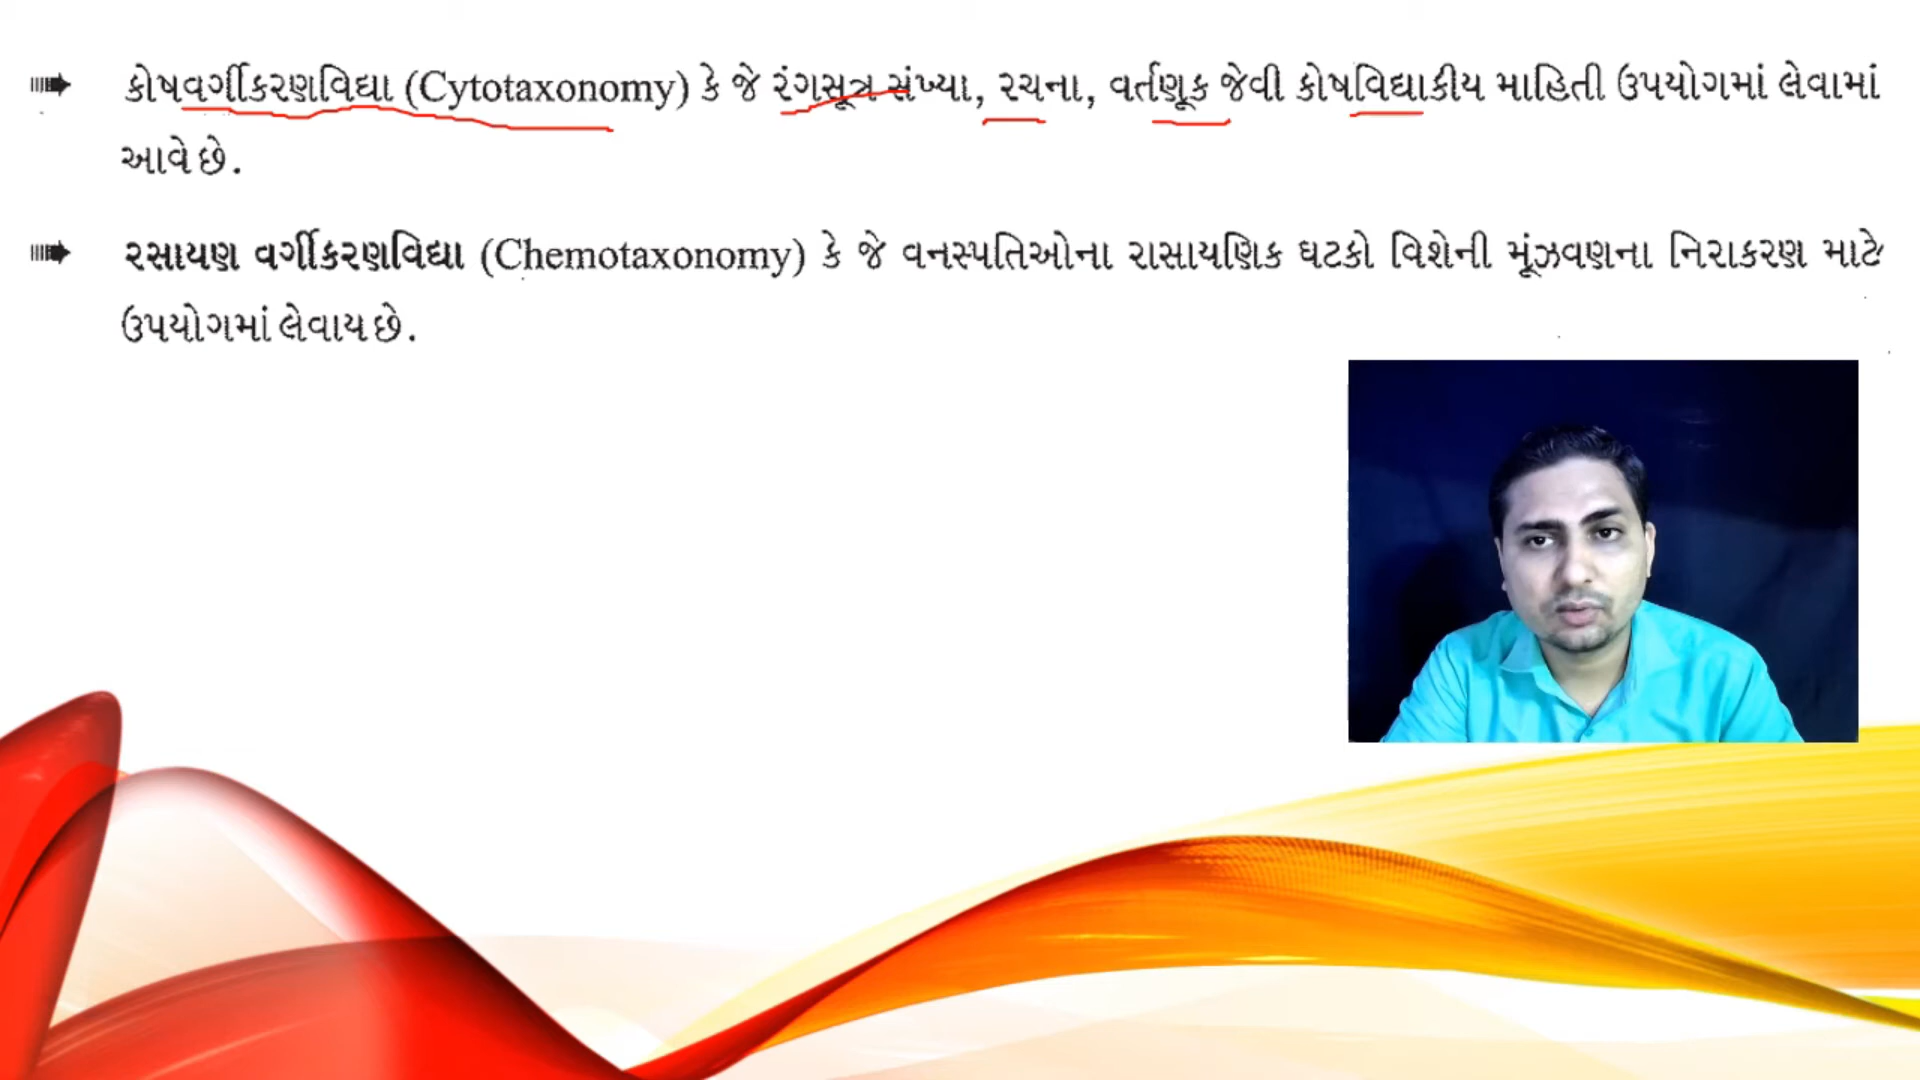 કોષવર્ગીકરણવિદ્યા (Cytotaxonomy) કે જે રંગસૂત્ર સંખ્યા, રચના, વર્તણૂક જેવી કોષવિદ્યાકીય માહિતી ઉપયોગમાં લેવામાં
આવે છે.
રસાયણ વર્ગીકરણવિદ્યા (Chemotaxonomy) કે જે વનસ્પતિઓના રાસાયણિક ઘટકો વિશેની મૂંઝવણના નિરાકરણ માટે
ઉપયોગમાં લેવાય છે.